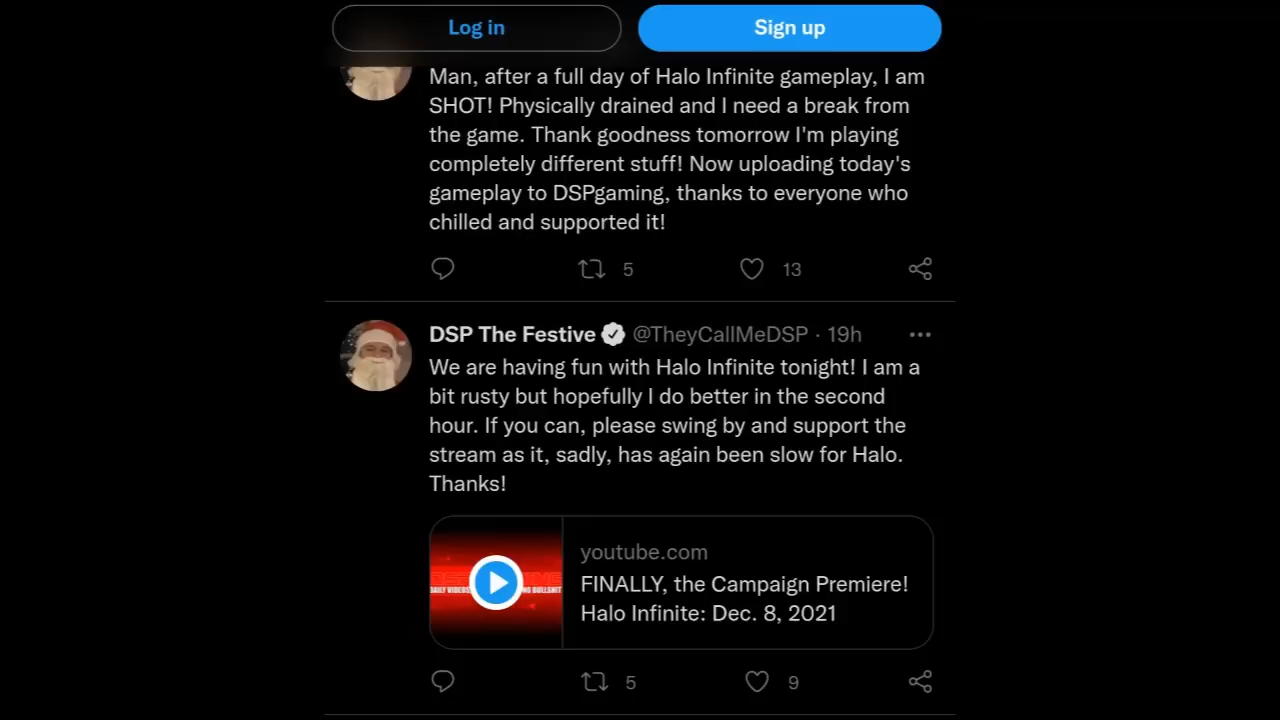 Log in
Sign up
Man, after a full day of Halo Infinite gameplay, I am
SHOT! Physically drained and I need a break from
the game. Thank goodness tomorrow I'm playing
completely different stuff! Now uploading today's
gameplay to DSPgaming, thanks to everyone who
chilled and supported it!
5
13
DSP The Festive @TheyCallMeDSP · 19h
We are having fun with Halo Infinite tonight! I am a
bit rusty but hopefully I do better in the second
hour. If you can, please swing by and support the
stream as it, sadly, has again been slow for Halo.
Thanks!
DAILY VIDEOS
NO BULLSHIT
youtube.com
FINALLY, the Campaign Premiere!
Halo Infinite: Dec. 8, 2021
5
9